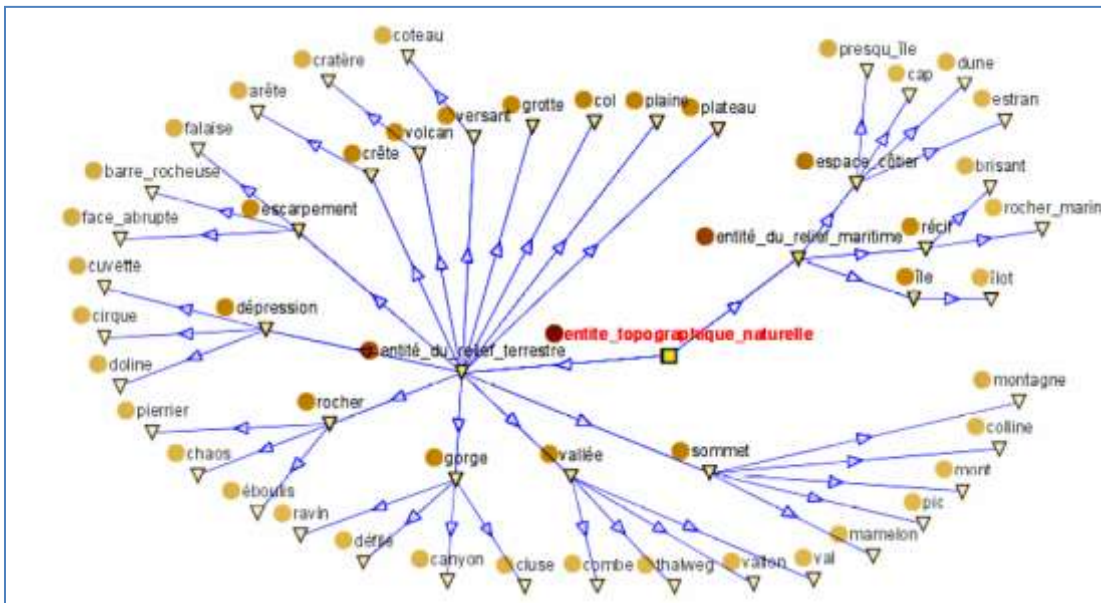 coteau
cratère
arête
falaise
barre_rocheuse
face_abrupte
cuvette
cirque
doline
pierrier
chaos
éboulis
ravin
défilé
canyon
cluse
combe
thalweg
vallon
val
mamelon
pic
mont
colline
montagne
presqu_île
cap
dune
estran
brisant
rocher_marin
îlot
île
récif
espace_côtier
entité_du_relief_maritime
entite_topographique_naturelle
entité_du_relief_terrestre
plateau
plaine
col
grotte
versant
volcan
crête
escarpement
dépression
rocher
gorge
vallée
sommet